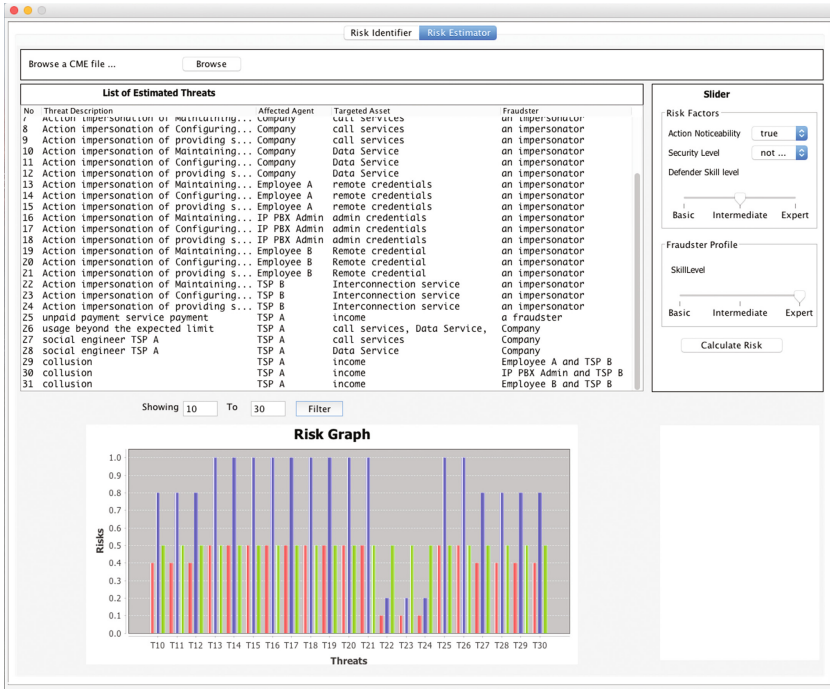 Risk Identifier Risk Estimator
Browse a CME file ... Browse
List of Estimated Threats
No Threat Description Affected Agent Targeted Asset Fraudster
7 Action impersonation of Maintaining... Company call services an impersonator
8 Action impersonation of Configuring... Company call services an impersonator
9 Action impersonation of providing s... Company call services an impersonator
10 Action impersonation of Maintaining... Company Data Service an impersonator
11 Action impersonation of Configuring... Company Data Service an impersonator
12 Action impersonation of providing s... Company Data Service an impersonator
13 Action impersonation of Maintaining... Employee A remote credentials an impersonator
14 Action impersonation of Configuring... Employee A remote credentials an impersonator
15 Action impersonation of providing s... Employee A remote credentials an impersonator
16 Action impersonation of Maintaining... IP PBX Admin admin credentials an impersonator
17 Action impersonation of Configuring... IP PBX Admin admin credentials an impersonator
18 Action impersonation of providing s... IP PBX Admin admin credentials an impersonator
19 Action impersonation of Maintaining... Employee B Remote credential an impersonator
20 Action impersonation of Configuring... Employee B Remote credential an impersonator
21 Action impersonation of providing s... Employee B Remote credential an impersonator
22 Action impersonation of Maintaining... TSP B Interconnection service an impersonator
23 Action impersonation of Configuring... TSP B Interconnection service an impersonator
24 Action impersonation of providing s... TSP B Interconnection service an impersonator
25 unpaid payment service payment TSP A income a fraudster
26 usage beyond the expected limit TSP A call services, Data Service, Company
27 social engineer TSP A TSP A call services Company
28 social engineer TSP A TSP A Data Service Company
29 collusion TSP A income Employee A and TSP B
30 collusion TSP A income IP PBX Admin and TSP B
31 collusion TSP A income Employee B and TSP B
Slider
Risk Factors
Action Noticeability true
Security Level not ...
Defender Skill level
Basic Intermediate Expert
Fraudster Profile
SkillLevel
Basic Intermediate Expert
Calculate Risk
Showing 10 To 30 Filter
Risk Graph
1.0
0.9
0.8
0.7
0.6
0.5
0.4
0.3
0.2
0.1
0.0
Risks
T10 T11 T12 T13 T14 T15 T16 T17 T18 T19 T20 T21 T22 T23 T24 T25 T26 T27 T28 T29 T30
Threats